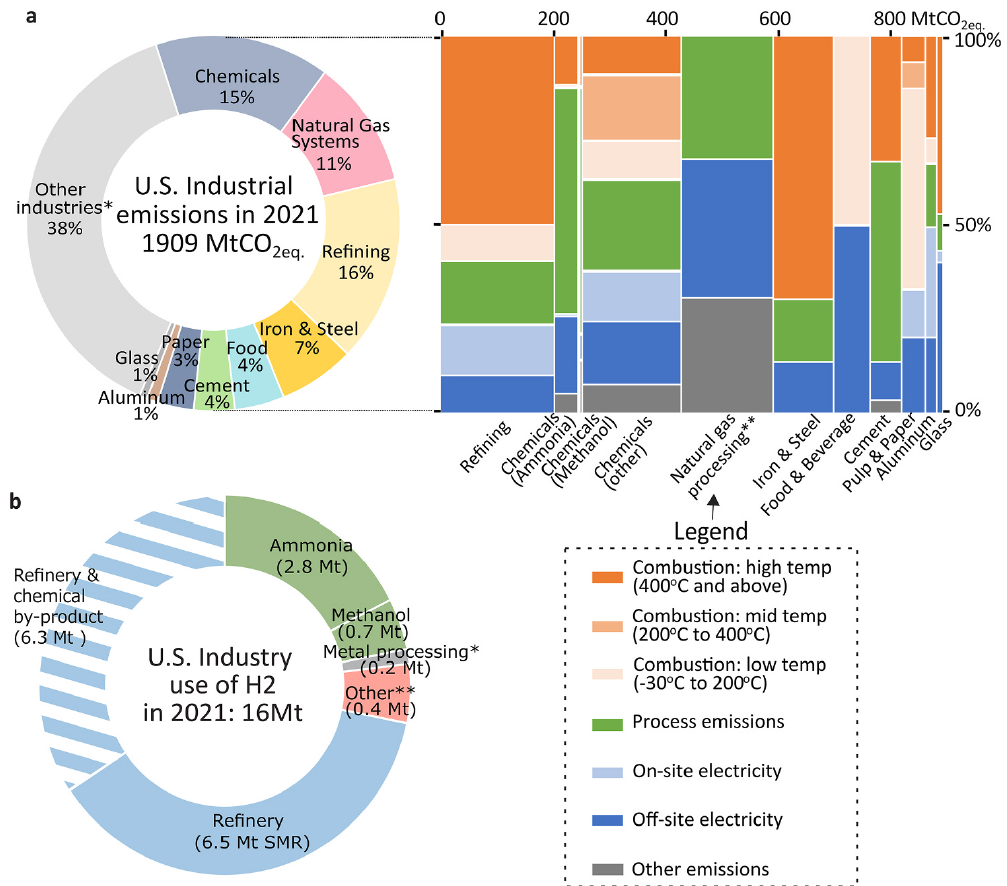 a
Chemicals
15%
Natural Gas
Systems
11%
Other
industries*
38%
U.S. Industrial
emissions in 2021
1909 MtCO2eq.
Refining
16%
Iron & Steel
7%
Paper
3%
Food
4%
Glass
1%
Cement
4%
Aluminum
1%
0 200 400 600 800 MtCO2eq.
100%
50%
0%
Refining
Chemicals
(Ammonia)
Chemicals
(Methanol)
Chemicals
(other)
Natural gas
processing**
Iron & Steel
Food & Beverage
Cement
Pulp & Paper
Aluminum
Glass
b
Ammonia
(2.8 Mt)
Refinery &
chemical
by-product
(6.3 Mt )
Methanol
(0.7 Mt)
Metal processing*
(0.2 Mt)
Other**
(0.4 Mt)
U.S. Industry
use of H2
in 2021: 16Mt
Refinery
(6.5 Mt SMR)
Legend
Combustion: high temp
(400°C and above)
Combustion: mid temp
(200°C to 400°C)
Combustion: low temp
(-30°C to 200°C)
Process emissions
On-site electricity
Off-site electricity
Other emissions